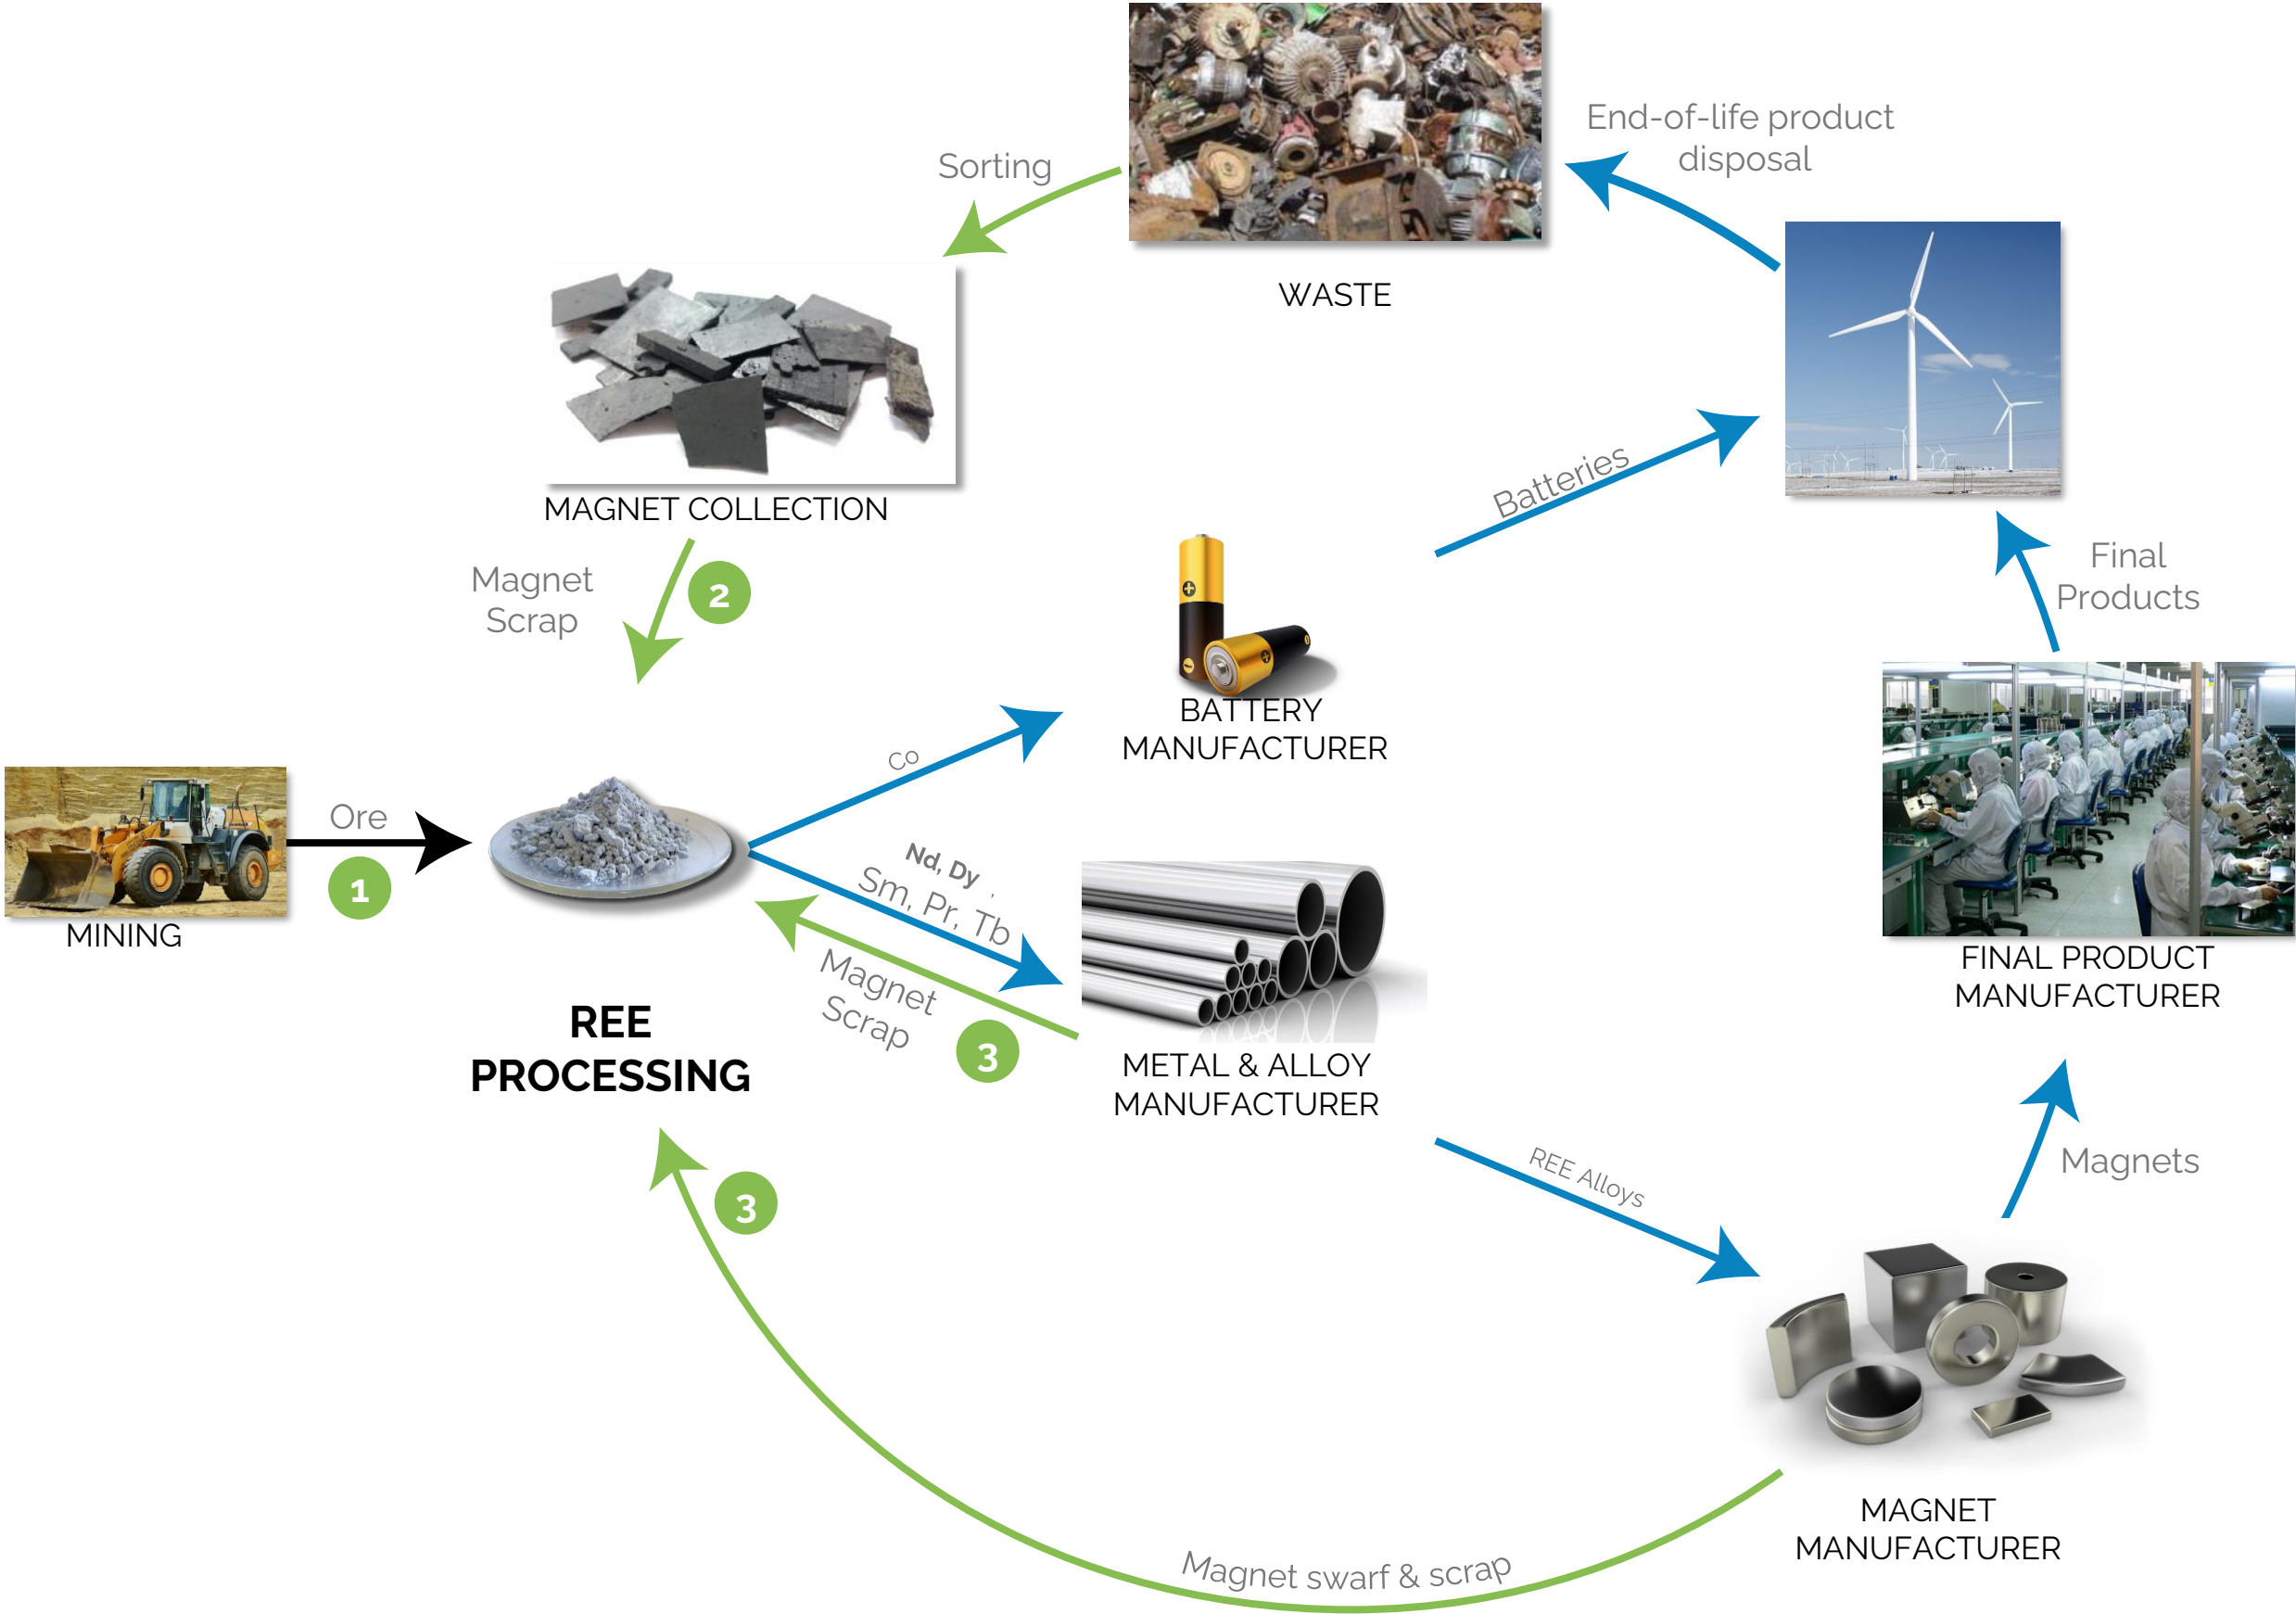 End-of-life product
disposal
Sorting
WASTE
MAGNET COLLECTION
Magnet
Scrap
2
Batteries
Final
Products
BATTERY
MANUFACTURER
Co
Ore
1
MINING
Nd, Dy ,
Sm, Pr, Tb
Magnet
Scrap
3
REE
PROCESSING
METAL & ALLOY
MANUFACTURER
FINAL PRODUCT
MANUFACTURER
REE Alloys
Magnets
3
MAGNET
MANUFACTURER
Magnet swarf & scrap